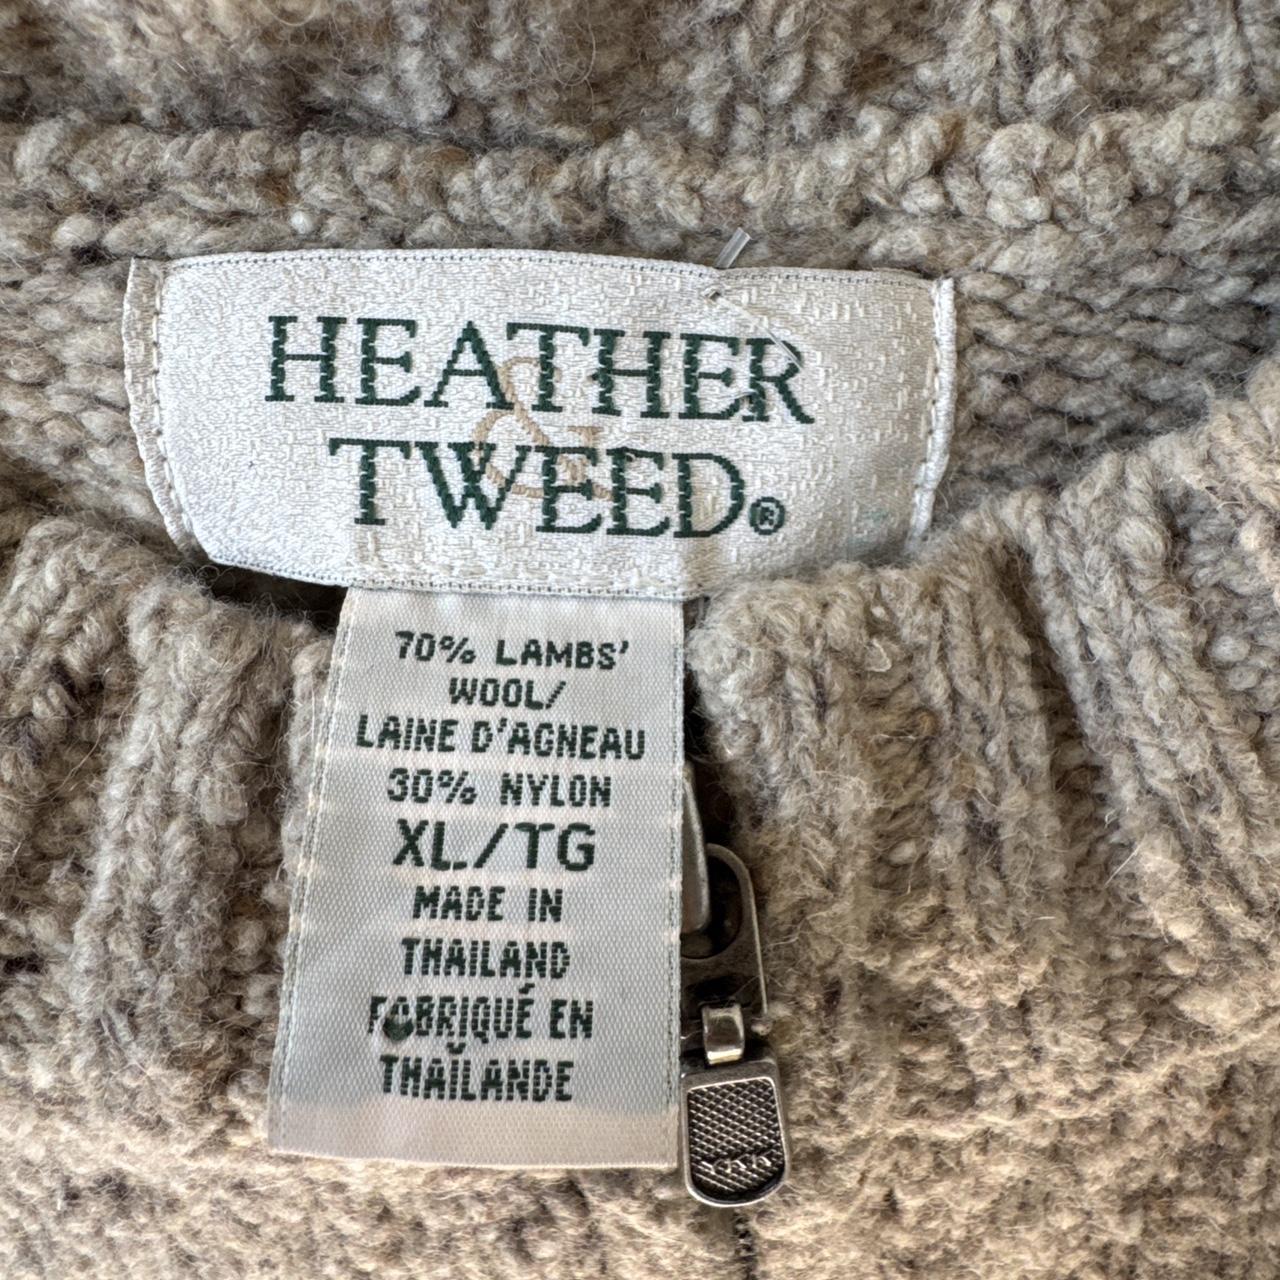 HEATHER
&
TWEED®
70% LAMBS'
WOOL/
LAINE D'AGNEAU
30% NYLON
XL/TG
MADE IN
THAILAND
FABRIQUÉ EN
THAÏLANDE